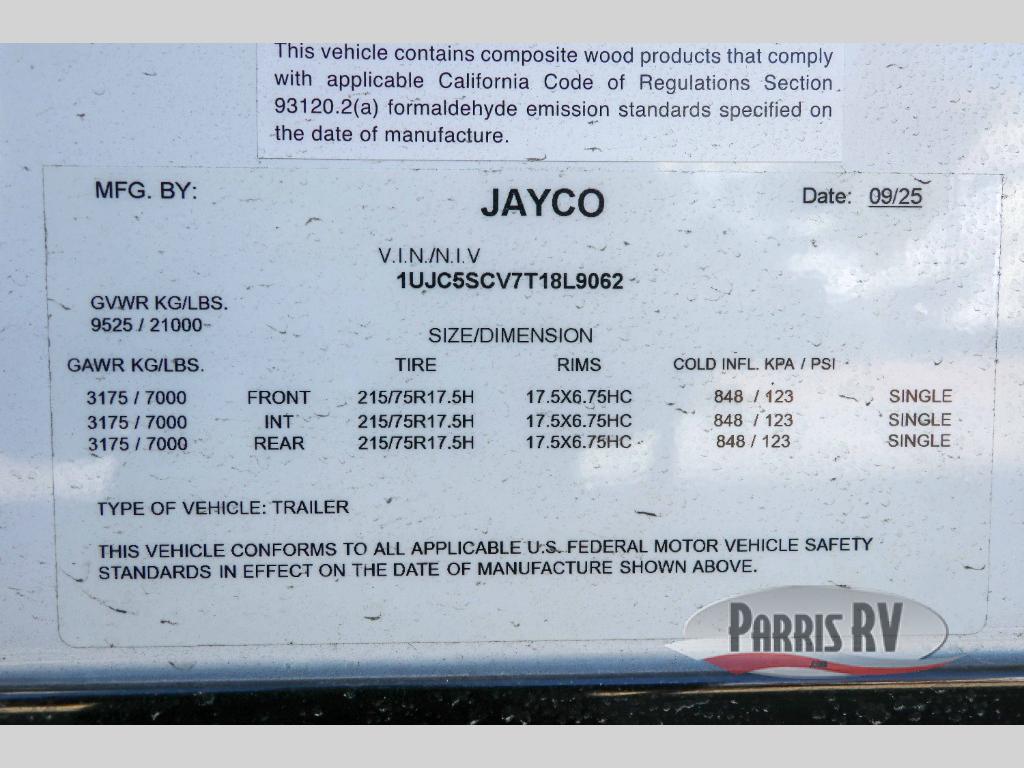 This vehicle contains composite wood products that comply
with applicable California Code of Regulations Section
93120.2(a) formaldehyde emission standards specified on
the date of manufacture.
MFG. BY: JAYCO Date: 09/25
V.I.N./N.I.V
1UJC5SCV7T18L9062
GVWR KG/LBS.
9525 / 21000
SIZE/DIMENSION
GAWR KG/LBS. TIRE RIMS COLD INFL. KPA / PSI
3175 / 7000 FRONT 215/75R17.5H 17.5X6.75HC 848 / 123 SINGLE
3175 / 7000 INT 215/75R17.5H 17.5X6.75HC 848 / 123 SINGLE
3175 / 7000 REAR 215/75R17.5H 17.5X6.75HC 848 / 123 SINGLE
TYPE OF VEHICLE: TRAILER
THIS VEHICLE CONFORMS TO ALL APPLICABLE U.S. FEDERAL MOTOR VEHICLE SAFETY
STANDARDS IN EFFECT ON THE DATE OF MANUFACTURE SHOWN ABOVE.
PARRIS RV